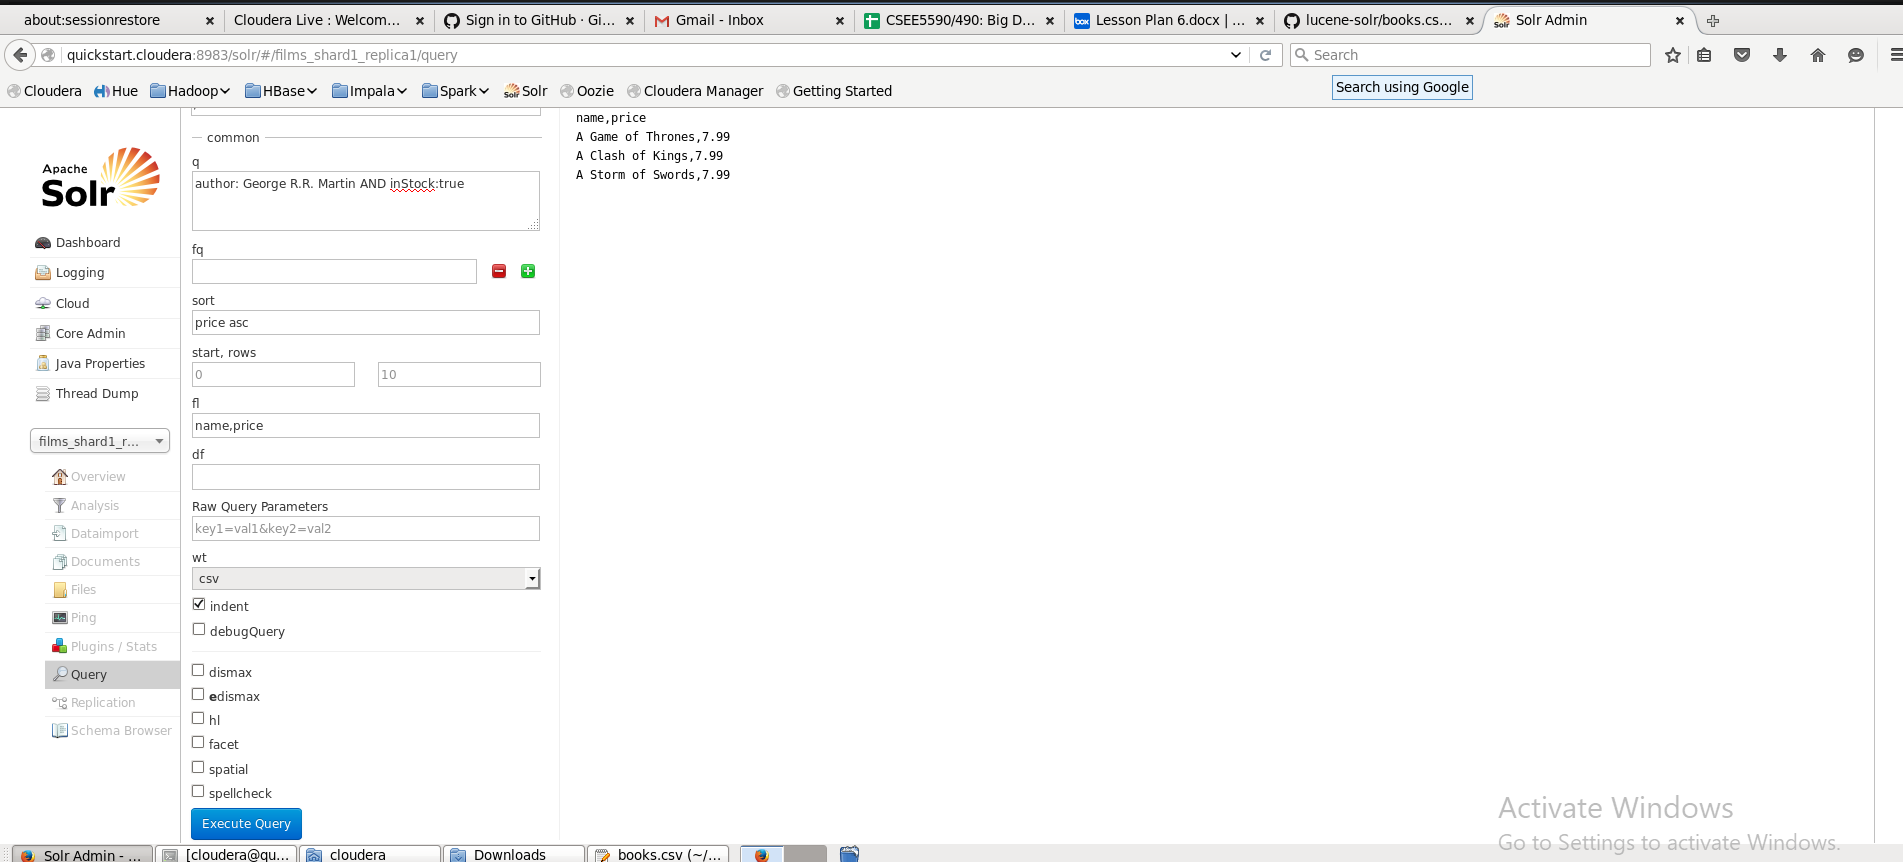 about:sessionrestore
Cloudera Live : Welcom...
Sign in to GitHub · Gi...
Gmail - Inbox
CSEE5590/490: Big D...
Lesson Plan 6.docx | ...
lucene-solr/books.cs...
Solr Admin
quickstart.cloudera:8983/solr/#/films_shard1_replica1/query
Search
Cloudera
Hue
Hadoop
HBase
Impala
Spark
Solr
Oozie
Cloudera Manager
Getting Started
Search using Google
Apache
Solr
Dashboard
Logging
Cloud
Core Admin
Java Properties
Thread Dump
films_shard1_r...
Overview
Analysis
Dataimport
Documents
Files
Ping
Plugins / Stats
Query
Replication
Schema Browser
common
q
author: George R.R. Martin AND inStock:true
fq
sort
price asc
start, rows
0
10
fl
name,price
df
Raw Query Parameters
key1=val1&key2=val2
wt
csv
indent
debugQuery
dismax
edismax
hl
facet
spatial
spellcheck
Execute Query
name,price
A Game of Thrones,7.99
A Clash of Kings,7.99
A Storm of Swords,7.99
Activate Windows
Go to Settings to activate Windows.
Solr Admin - ...
[cloudera@qu...
cloudera
Downloads
books.csv (~/...